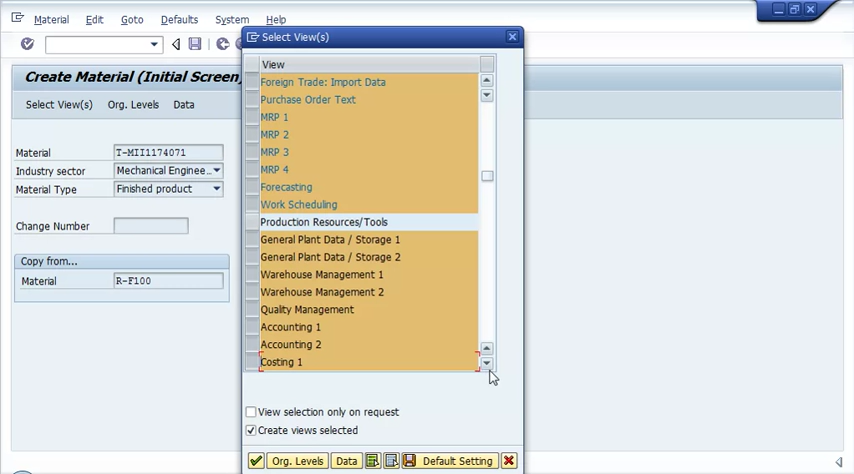 Material Edit Goto Defaults System Help
Select View(s)
Create Material (Initial Screen)
Select View(s) Org. Levels Data
Material T-MII1174071
Industry sector Mechanical Enginee...
Material Type Finished product
Change Number
Copy from...
Material R-F100
View
Foreign Trade: Import Data
Purchase Order Text
MRP 1
MRP 2
MRP 3
MRP 4
Forecasting
Work Scheduling
Production Resources/Tools
General Plant Data / Storage 1
General Plant Data / Storage 2
Warehouse Management 1
Warehouse Management 2
Quality Management
Accounting 1
Accounting 2
Costing 1
View selection only on request
Create views selected
Org. Levels Data Default Setting